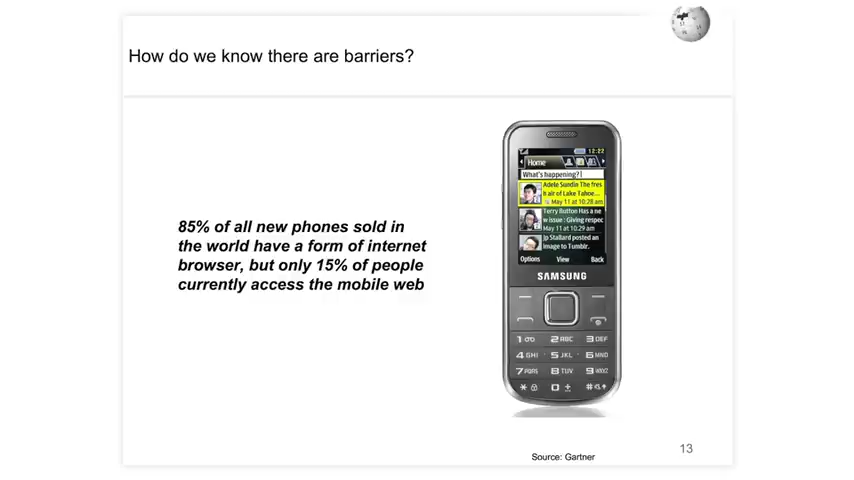 How do we know there are barriers?
85% of all new phones sold in
the world have a form of internet
browser, but only 15% of people
currently access the mobile web
12:22
Home
What's happening?
Adele Sundin The fres
h air of Lake Tahoe...
May 11 at 10:28 am
Terry Button Has a ne
w issue : Giving respec
May 11 at 10:29 am
Jp Stallard posted an
image to Tumblr.
Options View Back
SAMSUNG
1 2 ABC 3 DEF
4 GHI 5 JKL 6 MNO
7 PQRS 8 TUV 9 WXYZ
* 0 + #
Source: Gartner
13